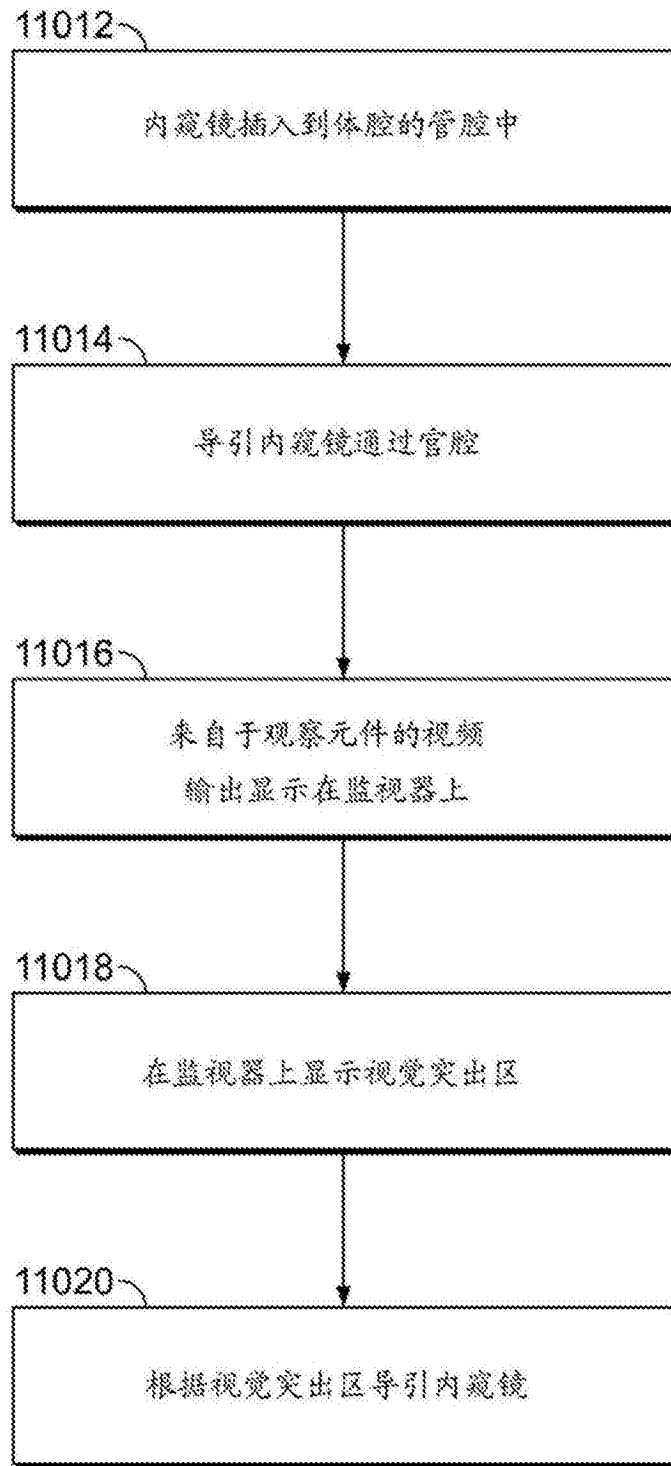 11012
内窥镜插入到体腔的管腔中
11014
导引内窥镜通过官腔
11016
来自于观察元件的视频
输出显示在监视器上
11018
在监视器上显示视觉突出区
11020
根据视觉突出区导引内窥镜